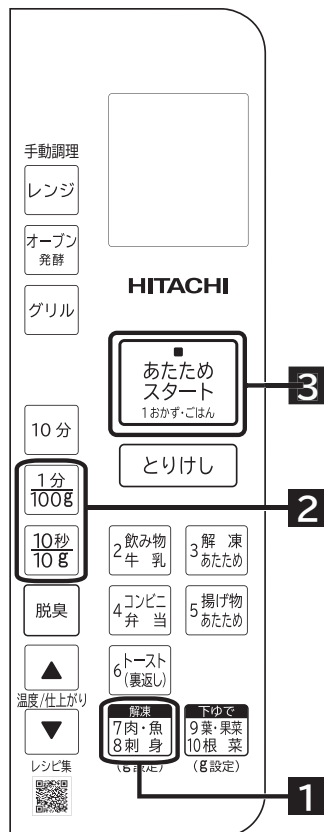 手動調理
レンジ
オーブン
発酵
グリル
HITACHI
あたため
スタート
1おかず・ごはん
3
10分
とりけし
1分
100g
2
10秒
10g
2飲み物
牛乳
3解凍
あたため
脱臭
4コンビニ
弁当
5揚げ物
あたため
▲
温度/仕上がり
▼
6トースト
(裏返し)
解凍
7肉・魚
8刺身
(g設定)
下ゆで
9葉・果菜
10根菜
(g設定)
レシピ集
1